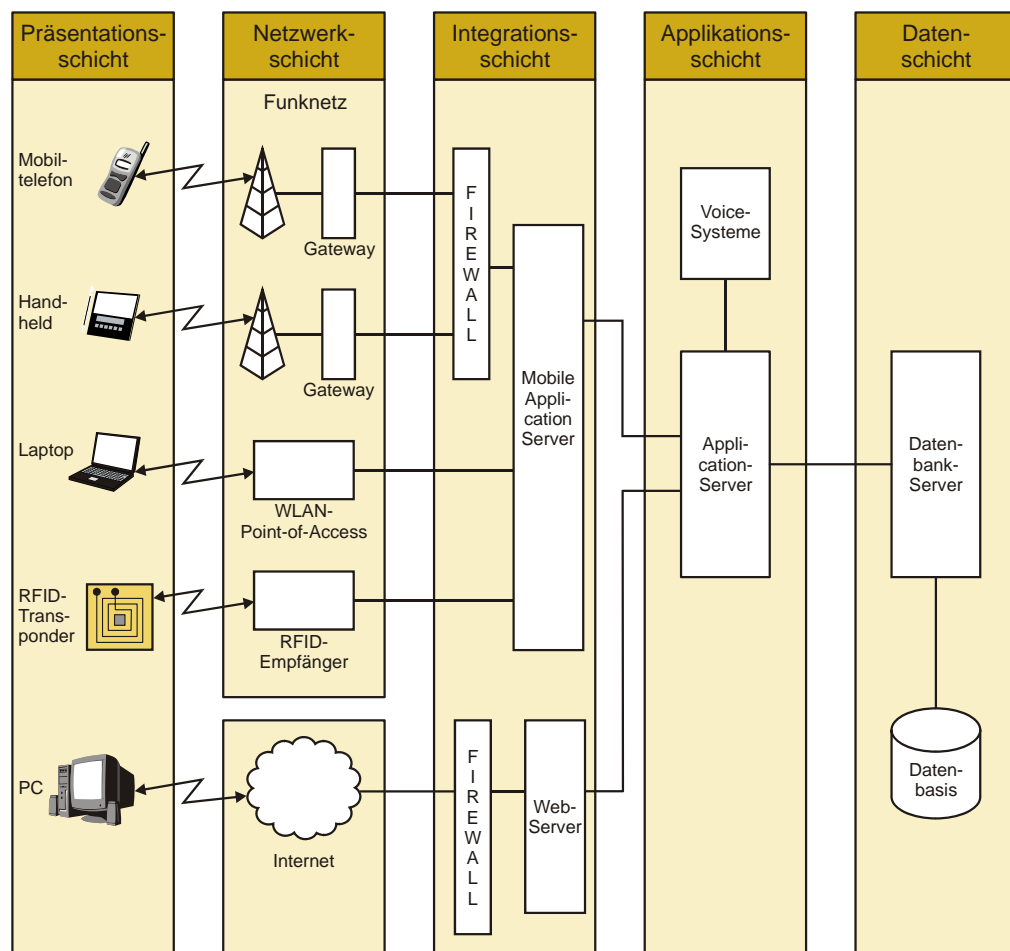 Präsentations-
schicht
Netzwerk-
schicht
Integrations-
schicht
Applikations-
schicht
Daten-
schicht
Funknetz
Mobil-
telefon
Gateway
FIREWALL
Voice-
Systeme
Hand-
held
Gateway
Mobile
Appli-
cation
Server
Laptop
WLAN-
Point-of-Access
Appli-
cation-
Server
Daten-
bank-
Server
RFID-
Trans-
ponder
RFID-
Empfänger
PC
Internet
FIREWALL
Web-
Server
Daten-
basis